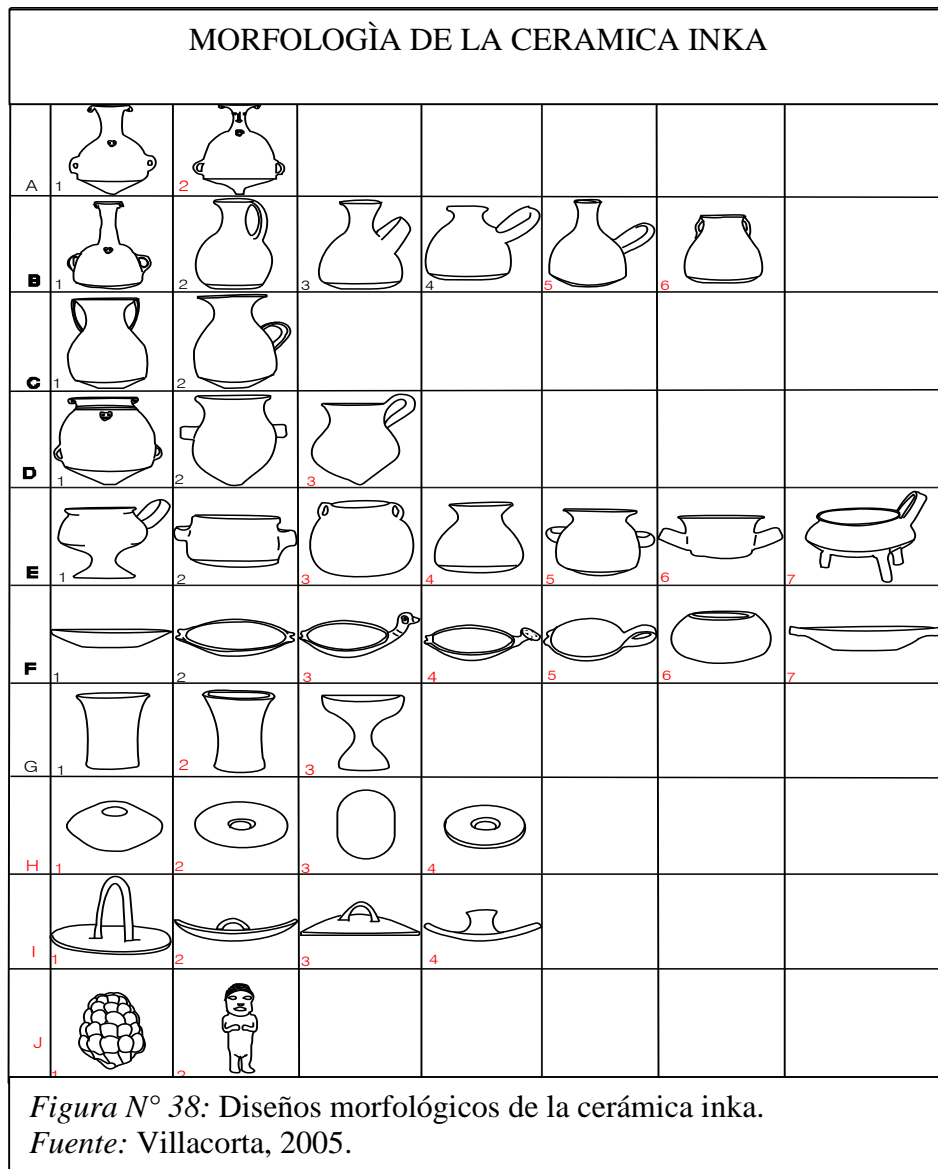 MORFOLOGÌA DE LA CERAMICA INKA
A 1 2
B 1 2 3 4 5 6
C 1 2
D 1 2 3
E 1 2 3 4 5 6 7
F 1 2 3 4 5 6 7
G 1 2 3
H 1 2 3 4
I 1 2 3 4
J 1 2
Figura N° 38: Diseños morfológicos de la cerámica inka.
Fuente: Villacorta, 2005.